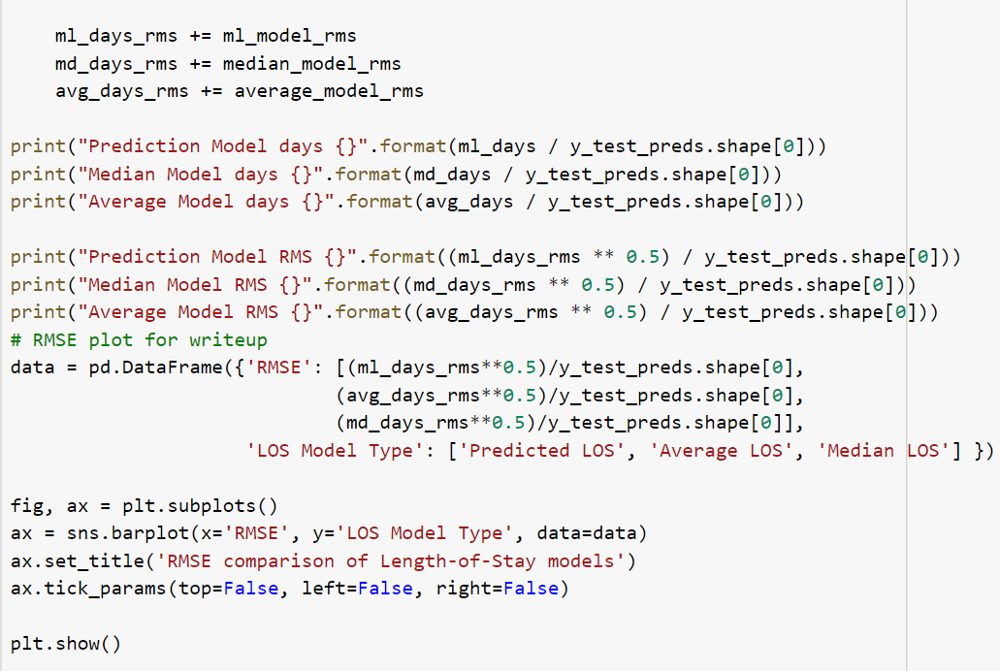 ml_days_rms += ml_model_rms
    md_days_rms += median_model_rms
    avg_days_rms += average_model_rms

print("Prediction Model days {}".format(ml_days / y_test_preds.shape[0]))
print("Median Model days {}".format(md_days / y_test_preds.shape[0]))
print("Average Model days {}".format(avg_days / y_test_preds.shape[0]))

print("Prediction Model RMS {}".format((ml_days_rms ** 0.5) / y_test_preds.shape[0]))
print("Median Model RMS {}".format((md_days_rms ** 0.5) / y_test_preds.shape[0]))
print("Average Model RMS {}".format((avg_days_rms ** 0.5) / y_test_preds.shape[0]))
# RMSE plot for writeup
data = pd.DataFrame({'RMSE': [(ml_days_rms**0.5)/y_test_preds.shape[0],
                             (avg_days_rms**0.5)/y_test_preds.shape[0],
                             (md_days_rms**0.5)/y_test_preds.shape[0]],
                     'LOS Model Type': ['Predicted LOS', 'Average LOS', 'Median LOS'] })

fig, ax = plt.subplots()
ax = sns.barplot(x='RMSE', y='LOS Model Type', data=data)
ax.set_title('RMSE comparison of Length-of-Stay models')
ax.tick_params(top=False, left=False, right=False)

plt.show()